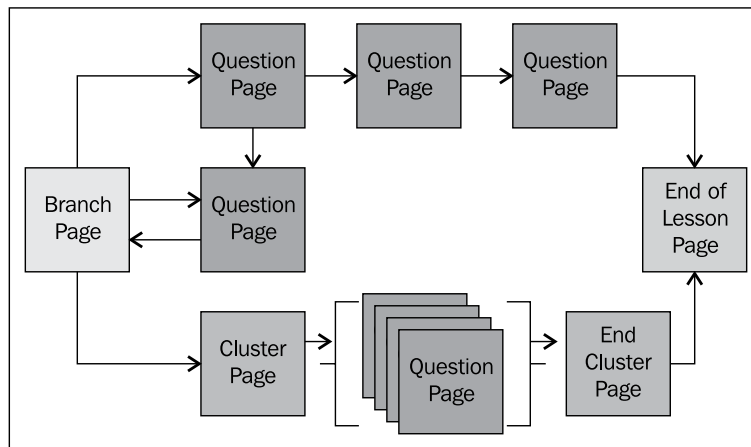 Question
Page
Question
Page
Question
Page
Branch
Page
Question
Page
End of
Lesson
Page
Cluster
Page
Question
Page
End
Cluster
Page